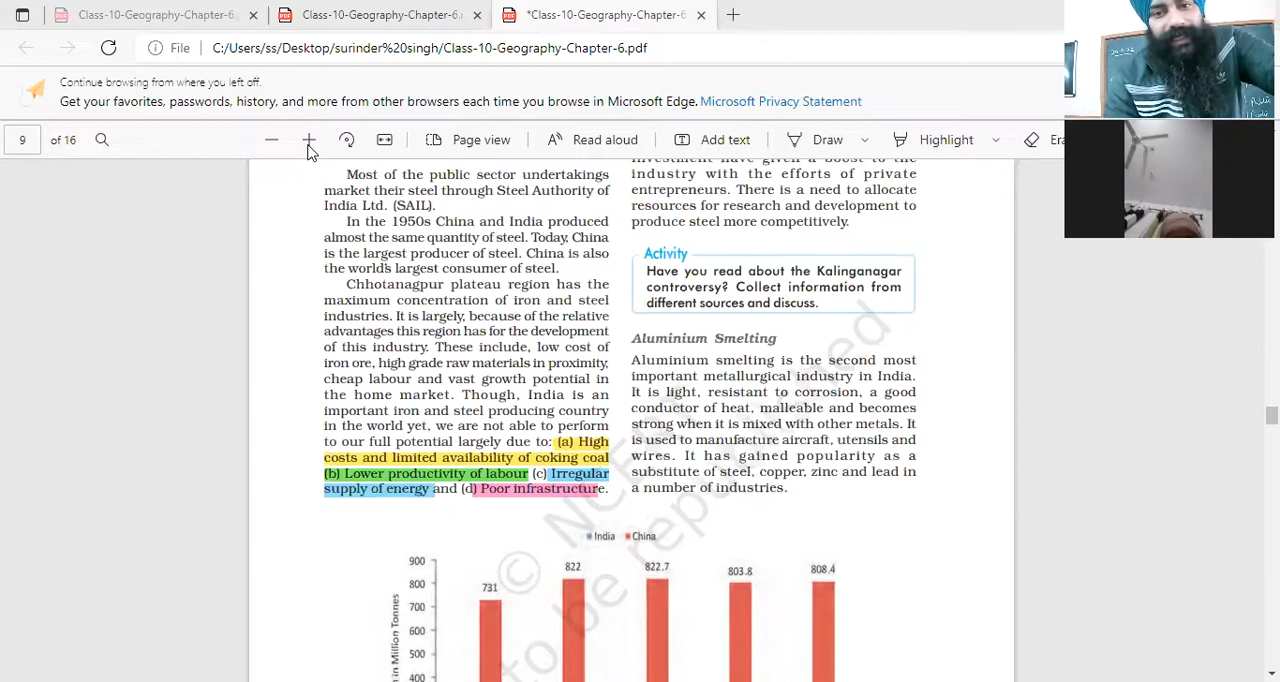 Class-10-Geography-Chapter-6.
Class-10-Geography-Chapter-6.
*Class-10-Geography-Chapter-6
File
C:/Users/ss/Desktop/surinder%20singh/Class-10-Geography-Chapter-6.pdf
Continue browsing from where you left off.
Get your favorites, passwords, history, and more from other browsers each time you browse in Microsoft Edge. Microsoft Privacy Statement
9 of 16
Page view
Read aloud
Add text
Draw
Highlight
Era
Most of the public sector undertakings
market their steel through Steel Authority of
India Ltd. (SAIL).
In the 1950s China and India produced
almost the same quantity of steel. Today, China
is the largest producer of steel. China is also
the world's largest consumer of steel.
Chhotanagpur plateau region has the
maximum concentration of iron and steel
industries. It is largely, because of the relative
advantages this region has for the development
of this industry. These include, low cost of
iron ore, high grade raw materials in proximity,
cheap labour and vast growth potential in
the home market. Though, India is an
important iron and steel producing country
in the world yet, we are not able to perform
to our full potential largely due to: (a) High
costs and limited availability of coking coal
(b) Lower productivity of labour (c) Irregular
supply of energy and (d) Poor infrastructure.
investment have given a boost to the
industry with the efforts of private
entrepreneurs. There is a need to allocate
resources for research and development to
produce steel more competitively.
Activity
Have you read about the Kalinganagar
controversy? Collect information from
different sources and discuss.
Aluminium Smelting
Aluminium smelting is the second most
important metallurgical industry in India.
It is light, resistant to corrosion, a good
conductor of heat, malleable and becomes
strong when it is mixed with other metals. It
is used to manufacture aircraft, utensils and
wires. It has gained popularity as a
substitute of steel, copper, zinc and lead in
a number of industries.
© NCERT
to be republished
India China
900
800
700
600
500
400
in Million Tonnes
731
822
822.7
803.8
808.4